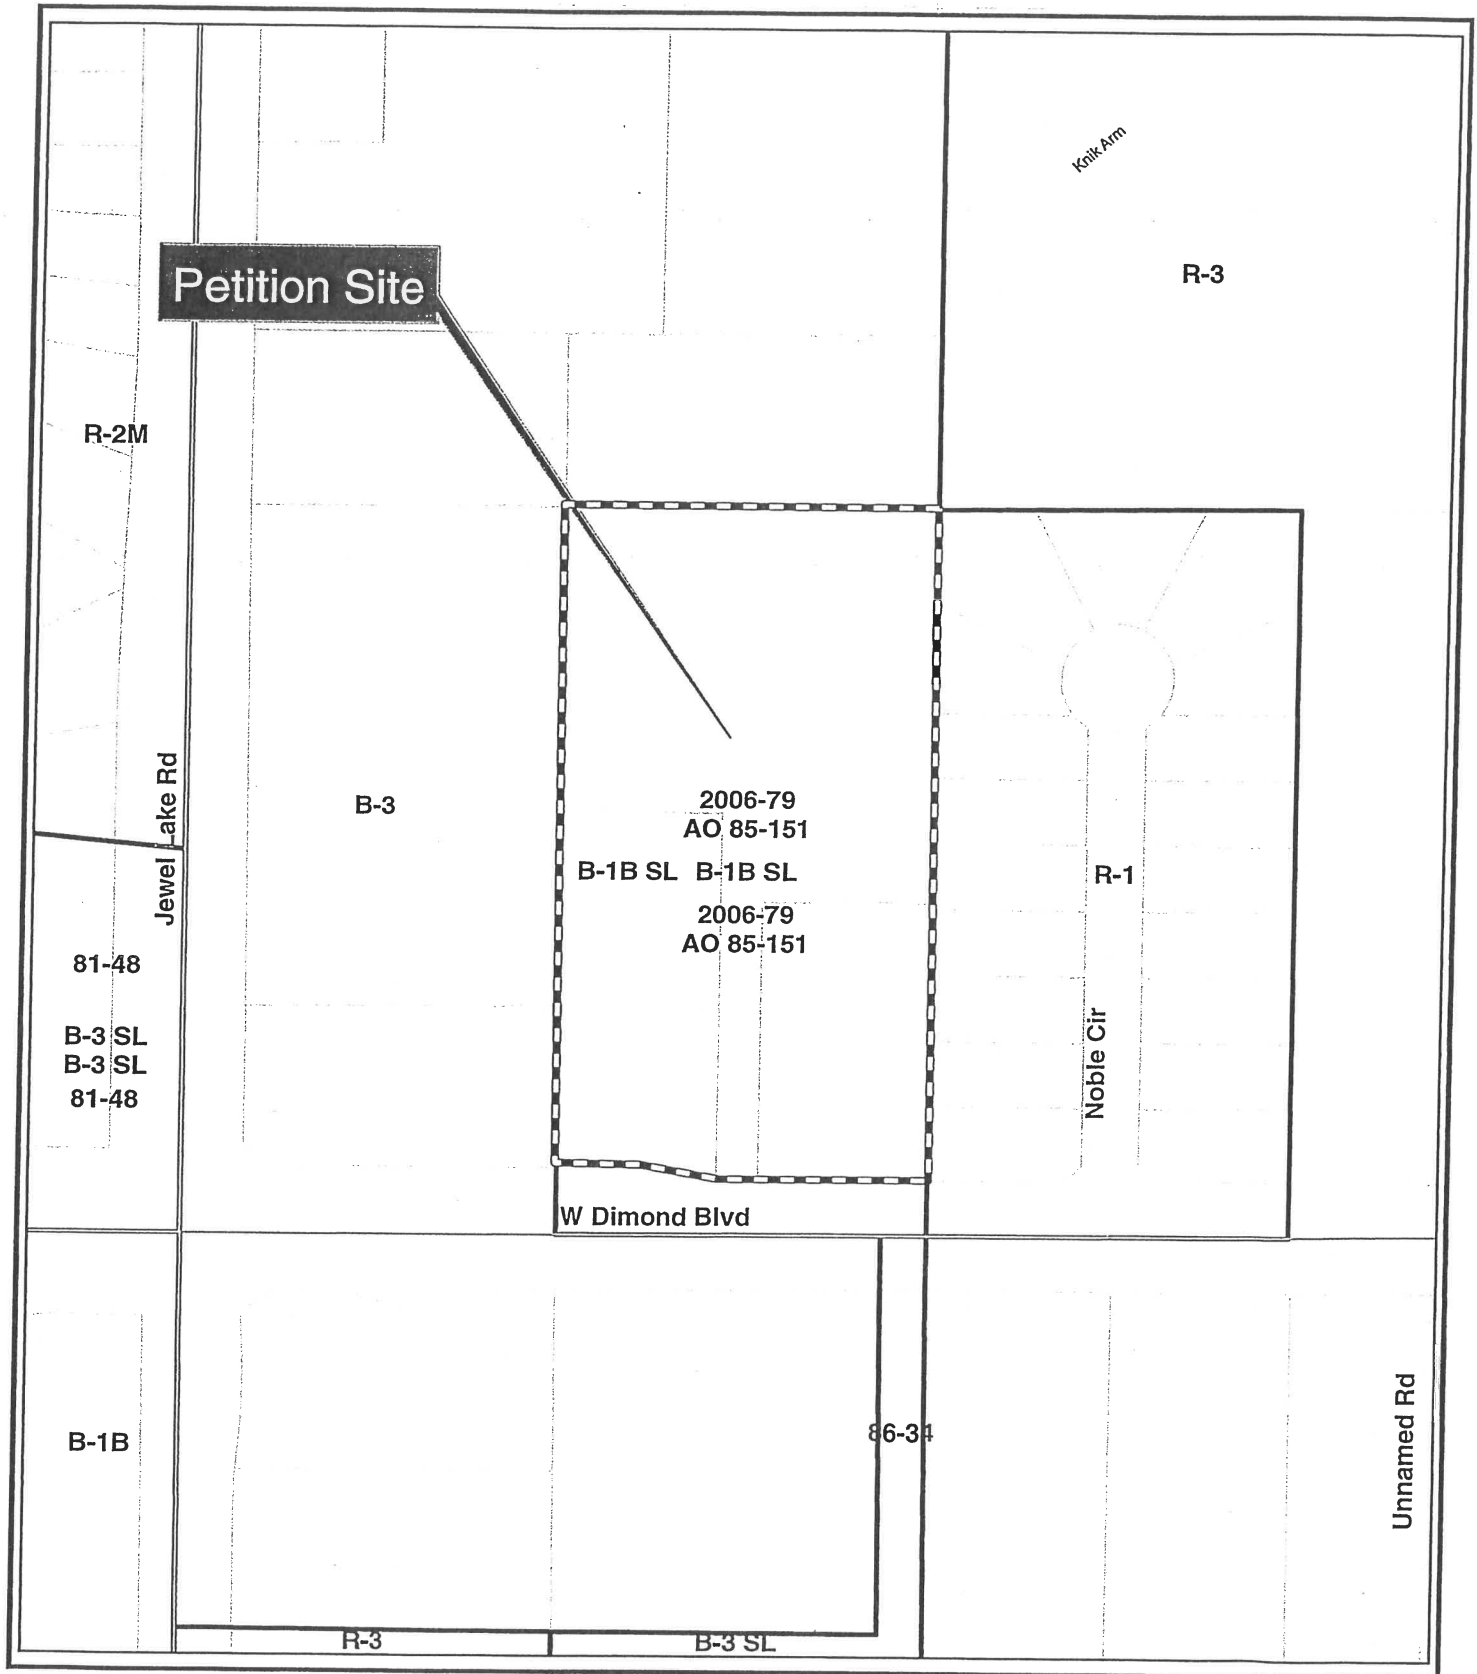 Knik Arm
R-3
Petition Site
R-2M
Jewel Lake Rd
B-3
2006-79
AO 85-151
B-1B SL B-1B SL
2006-79
AO 85-151
R-1
81-48
B-3 SL
B-3 SL
81-48
Noble Cir
W Dimond Blvd
86-34
B-1B
Unnamed Rd
R-3
B-3 SL